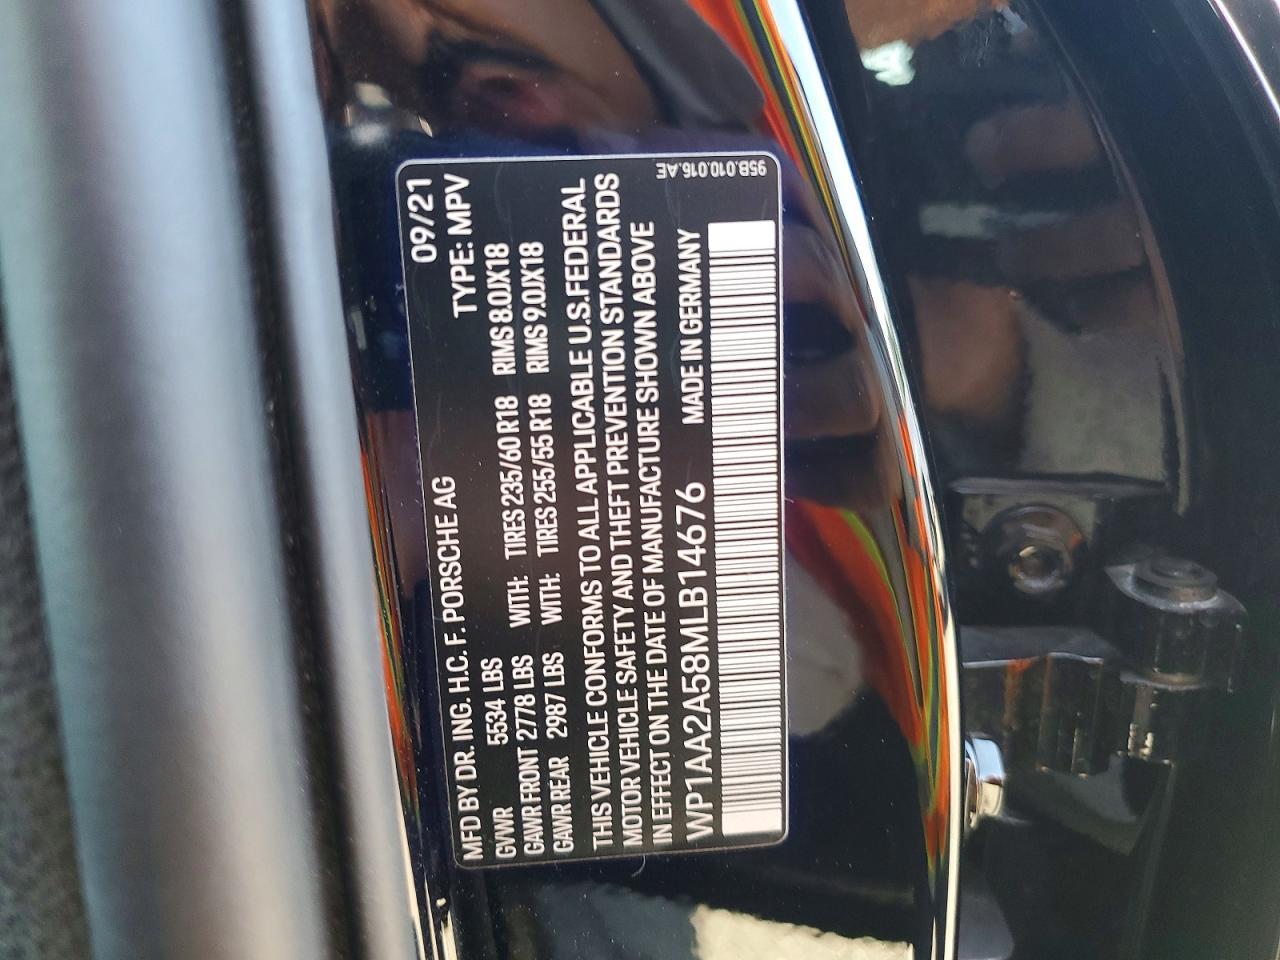 09/21
MFD BY DR. ING. H.C. F. PORSCHE AG TYPE: MPV
GVWR 5534 LBS
GAWR FRONT 2778 LBS WITH: TIRES 235/60 R18 RIMS 8.0JX18
GAWR REAR 2987 LBS WITH: TIRES 255/55 R18 RIMS 9.0JX18
THIS VEHICLE CONFORMS TO ALL APPLICABLE U.S.FEDERAL
MOTOR VEHICLE SAFETY AND THEFT PREVENTION STANDARDS
IN EFFECT ON THE DATE OF MANUFACTURE SHOWN ABOVE
WP1AA2A58MLB14676 MADE IN GERMANY
95B.010.016.AE